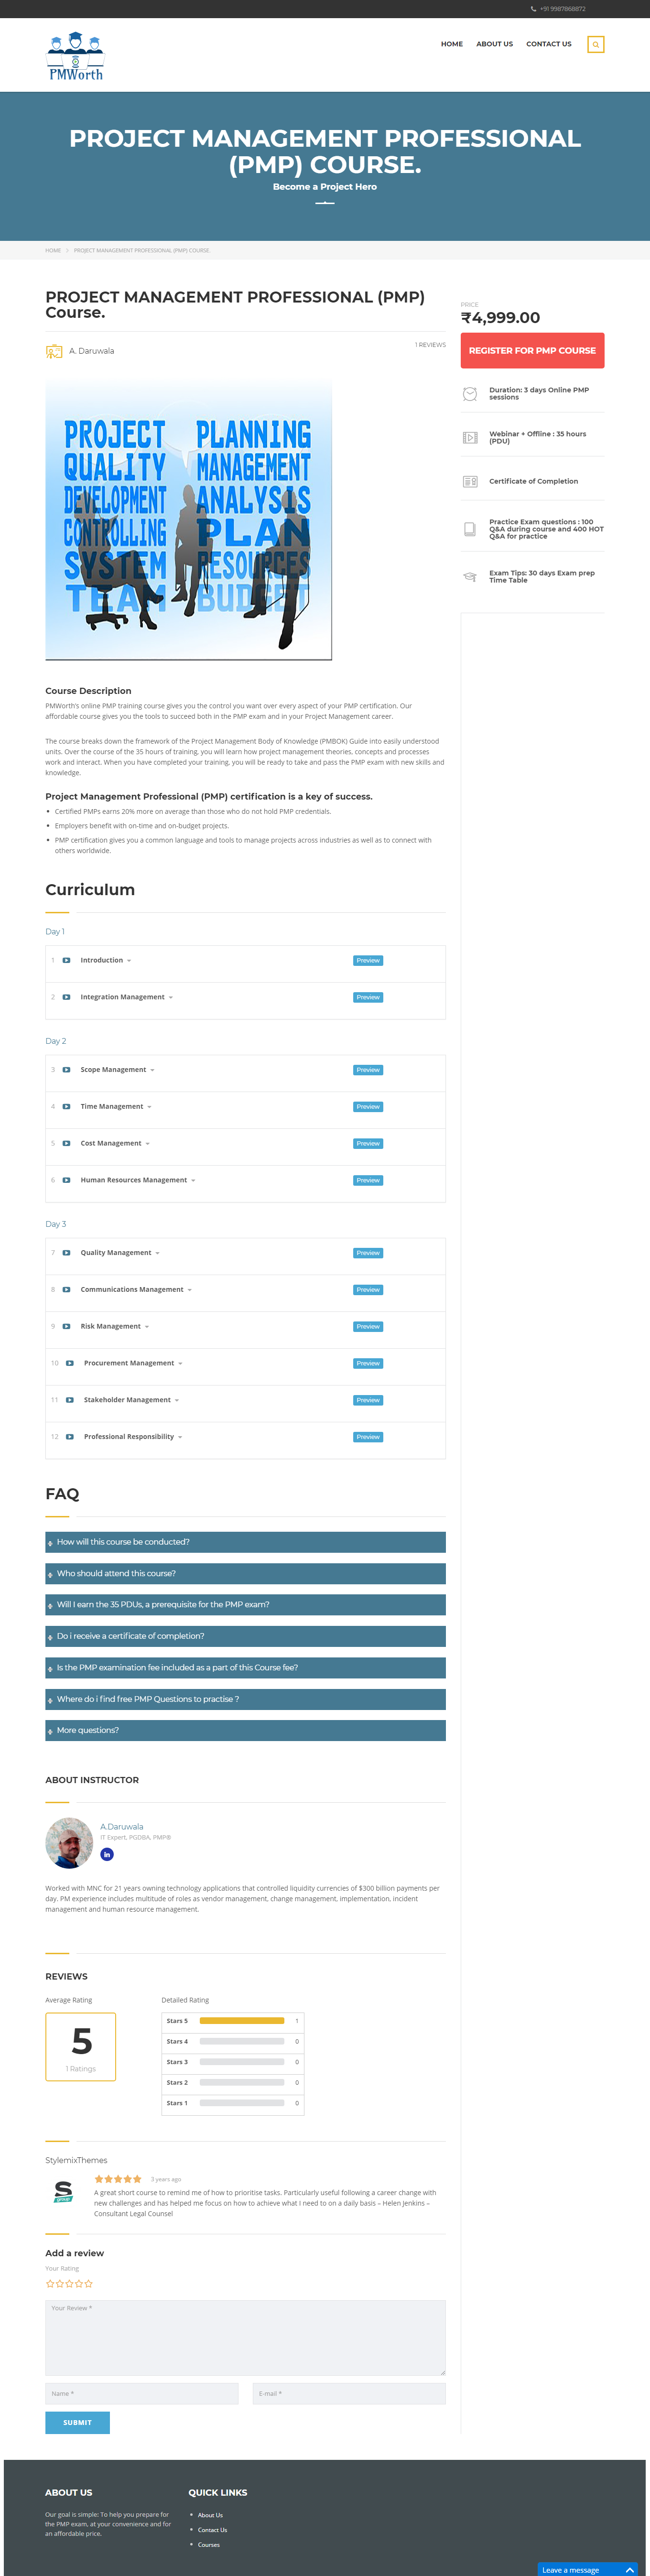 +91 9987868872
PMWorth
HOME ABOUT US CONTACT US
PROJECT MANAGEMENT PROFESSIONAL
(PMP) COURSE.
Become a Project Hero
HOME PROJECT MANAGEMENT PROFESSIONAL (PMP) COURSE.
PROJECT MANAGEMENT PROFESSIONAL (PMP)
Course.
A. Daruwala
1 REVIEWS
PROJECT PLANNING
QUALITY MANAGEMENT
DEVELOPMENT ANALYSIS
CONTROLLING PLAN
SYSTEM RESOURCES
TEAM BUDGET
PRICE
₹4,999.00
REGISTER FOR PMP COURSE
Duration: 3 days Online PMP
sessions
Webinar + Offline : 35 hours
(PDU)
Certificate of Completion
Practice Exam questions : 100
Q&A during course and 400 HOT
Q&A for practice
Exam Tips: 30 days Exam prep
Time Table
Course Description
PMWorth's online PMP training course gives you the control you want over every aspect of your PMP certification. Our
affordable course gives you the tools to succeed both in the PMP exam and in your Project Management career.
The course breaks down the framework of the Project Management Body of Knowledge (PMBOK) Guide into easily understood
units. Over the course of the 35 hours of training, you will learn how project management theories, concepts and processes
work and interact. When you have completed your training, you will be ready to take and pass the PMP exam with new skills and
knowledge.
Project Management Professional (PMP) certification is a key of success.
Certified PMPs earns 20% more on average than those who do not hold PMP credentials.
Employers benefit with on-time and on-budget projects.
PMP certification gives you a common language and tools to manage projects across industries as well as to connect with
others worldwide.
Curriculum
Day 1
1 Introduction Preview
2 Integration Management Preview
Day 2
3 Scope Management Preview
4 Time Management Preview
5 Cost Management Preview
6 Human Resources Management Preview
Day 3
7 Quality Management Preview
8 Communications Management Preview
9 Risk Management Preview
10 Procurement Management Preview
11 Stakeholder Management Preview
12 Professional Responsibility Preview
FAQ
How will this course be conducted?
Who should attend this course?
Will I earn the 35 PDUs, a prerequisite for the PMP exam?
Do i receive a certificate of completion?
Is the PMP examination fee included as a part of this Course fee?
Where do i find free PMP Questions to practise ?
More questions?
ABOUT INSTRUCTOR
A.Daruwala
IT Expert, PGDBA, PMP®
in
Worked with MNC for 21 years owning technology applications that controlled liquidity currencies of $300 billion payments per
day. PM experience includes multitude of roles as vendor management, change management, implementation, incident
management and human resource management.
REVIEWS
Average Rating
5
1 Ratings
Detailed Rating
Stars 5 1
Stars 4 0
Stars 3 0
Stars 2 0
Stars 1 0
StylemixThemes
3 years ago
A great short course to remind me of how to prioritise tasks. Particularly useful following a career change with
new challenges and has helped me focus on how to achieve what I need to on a daily basis – Helen Jenkins –
Consultant Legal Counsel
Add a review
Your Rating
Your Review *
Name *
E-mail *
SUBMIT
ABOUT US
Our goal is simple: To help you prepare for
the PMP exam, at your convenience and for
an affordable price.
QUICK LINKS
About Us
Contact Us
Courses
Leave a message